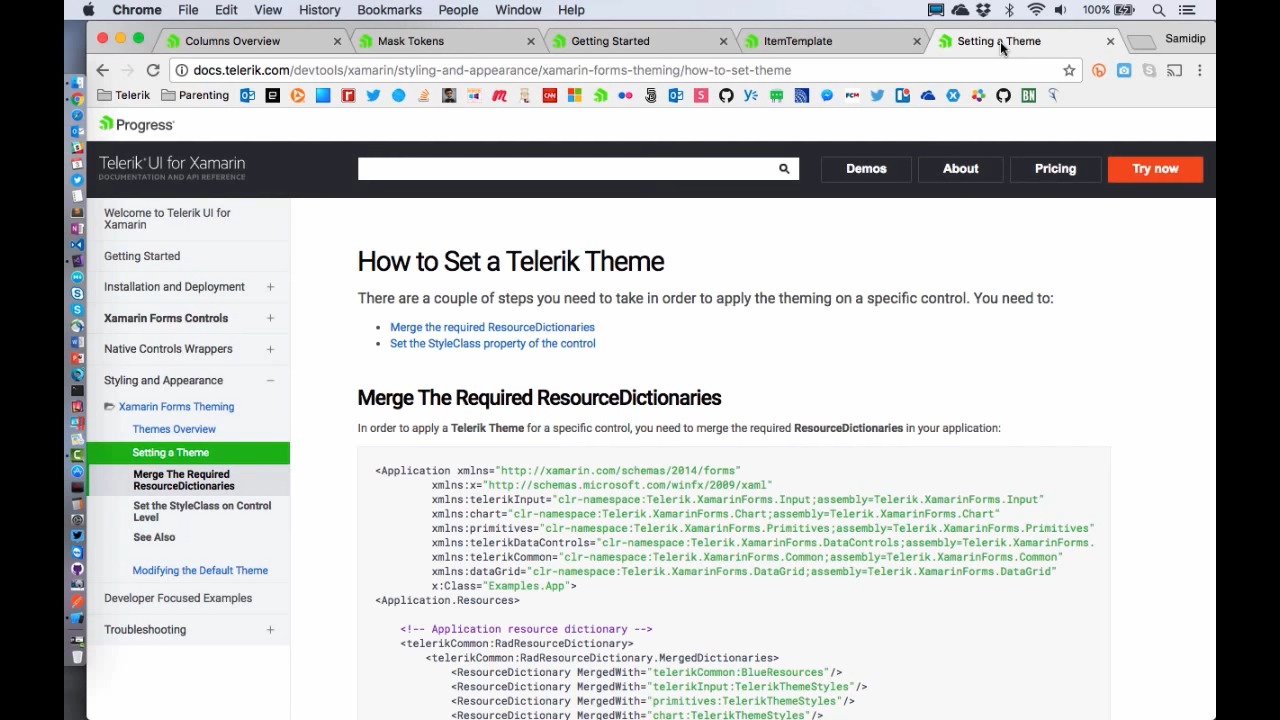 Chrome File Edit View History Bookmarks People Window Help 100%
Columns Overview Mask Tokens Getting Started ItemTemplate Setting a Theme Samidip
docs.telerik.com/devtools/xamarin/styling-and-appearance/xamarin-forms-theming/how-to-set-theme
Telerik Parenting
Progress
Telerik UI for Xamarin
DOCUMENTATION AND API REFERENCE
Demos About Pricing Try now
Welcome to Telerik UI for
Xamarin
Getting Started
Installation and Deployment +
Xamarin Forms Controls +
Native Controls Wrappers +
Styling and Appearance –
Xamarin Forms Theming
Themes Overview
Setting a Theme
Merge The Required
ResourceDictionaries
Set the StyleClass on Control
Level
See Also
Modifying the Default Theme
Developer Focused Examples
Troubleshooting +
How to Set a Telerik Theme
There are a couple of steps you need to take in order to apply the theming on a specific control. You need to:
• Merge the required ResourceDictionaries
• Set the StyleClass property of the control
Merge The Required ResourceDictionaries
In order to apply a Telerik Theme for a specific control, you need to merge the required ResourceDictionaries in your application:
<Application xmlns="http://xamarin.com/schemas/2014/forms"
xmlns:x="http://schemas.microsoft.com/winfx/2009/xaml"
xmlns:telerikInput="clr-namespace:Telerik.XamarinForms.Input;assembly=Telerik.XamarinForms.Input"
xmlns:chart="clr-namespace:Telerik.XamarinForms.Chart;assembly=Telerik.XamarinForms.Chart"
xmlns:primitives="clr-namespace:Telerik.XamarinForms.Primitives;assembly=Telerik.XamarinForms.Primitives"
xmlns:telerikDataControls="clr-namespace:Telerik.XamarinForms.DataControls;assembly=Telerik.XamarinForms.
xmlns:telerikCommon="clr-namespace:Telerik.XamarinForms.Common;assembly=Telerik.XamarinForms.Common"
xmlns:dataGrid="clr-namespace:Telerik.XamarinForms.DataGrid;assembly=Telerik.XamarinForms.DataGrid"
x:Class="Examples.App">
<Application.Resources>
<!-- Application resource dictionary -->
<telerikCommon:RadResourceDictionary>
<telerikCommon:RadResourceDictionary.MergedDictionaries>
<ResourceDictionary MergedWith="telerikCommon:BlueResources"/>
<ResourceDictionary MergedWith="telerikInput:TelerikThemeStyles"/>
<ResourceDictionary MergedWith="primitives:TelerikThemeStyles"/>
<ResourceDictionary MergedWith="chart:TelerikThemeStyles"/>